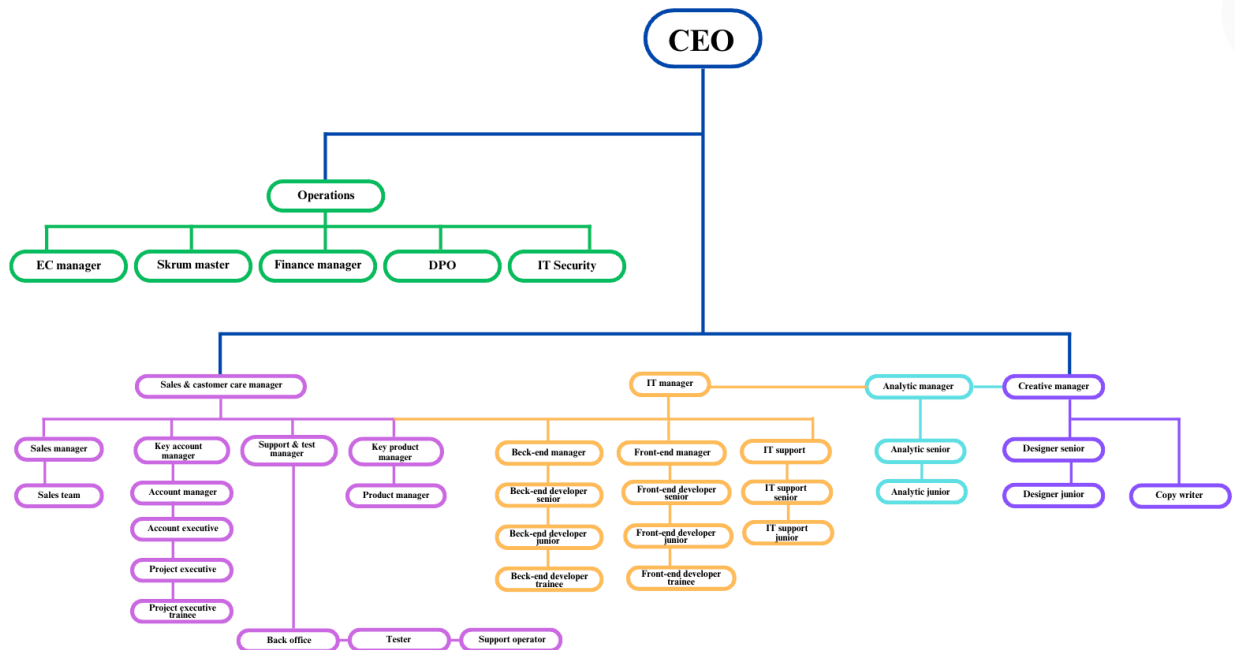 CEO
Operations
EC manager
Skrum master
Finance manager
DPO
IT Security
Sales & castomer care manager
IT manager
Analytic manager
Creative manager
Sales manager
Key account
manager
Support & test
manager
Key product
manager
Beck-end manager
Front-end manager
IT support
Analytic senior
Designer senior
Sales team
Account manager
Product manager
Beck-end developer
senior
Front-end developer
senior
IT support
senior
Analytic junior
Designer junior
Copy writer
Account executive
Beck-end developer
junior
Front-end developer
junior
IT support
junior
Project executive
Beck-end developer
trainee
Front-end developer
trainee
Project executive
trainee
Back office
Tester
Support operator